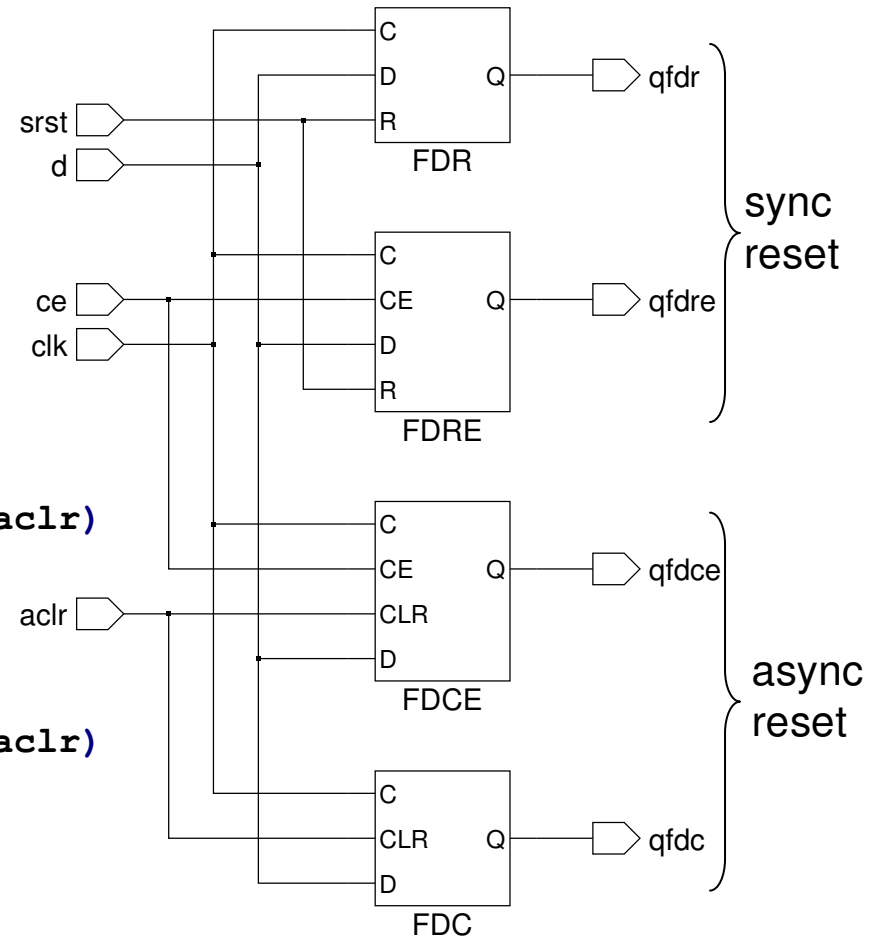 C
D
R
Q
FDR
qfdr
srst
d
sync
reset
C
CE
D
R
Q
FDRE
qfdre
ce
clk
aclr)
C
CE
CLR
D
Q
FDCE
qfdce
aclr
async
reset
aclr)
C
CLR
D
Q
FDC
qfdc